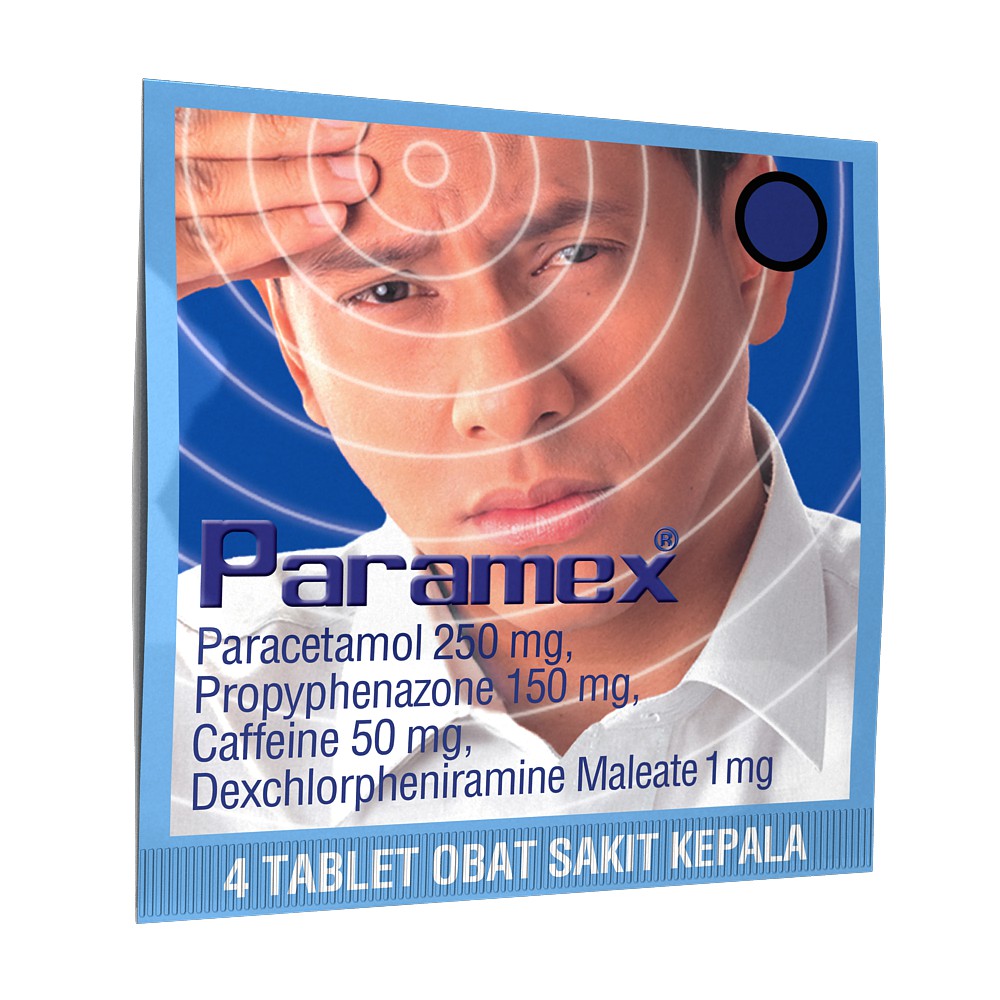 Paramex®
Paracetamol 250 mg,
Propyphenazone 150 mg,
Caffeine 50 mg,
Dexchlorpheniramine Maleate 1 mg
4 TABLET OBAT SAKIT KEPALA